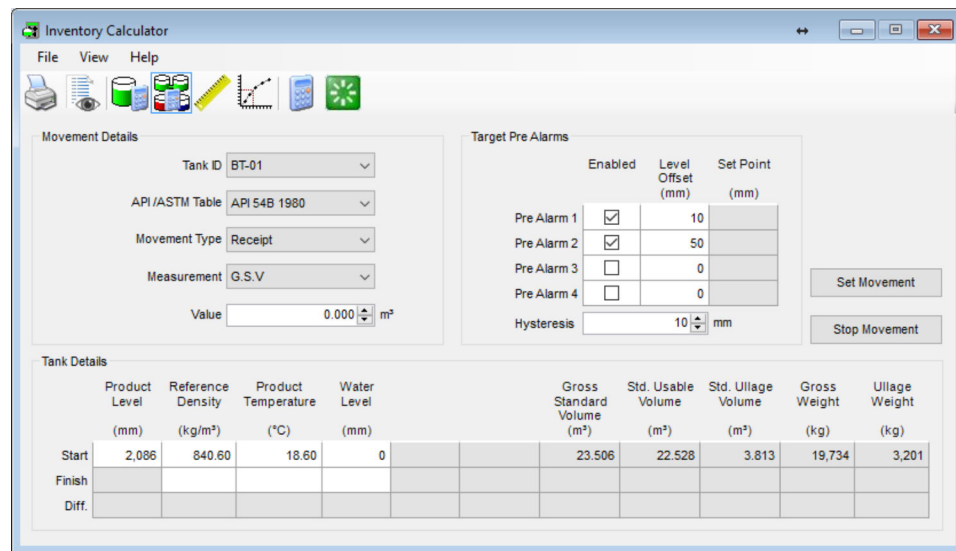 Inventory Calculator
File View Help
Movement Details
Tank ID BT-01
API/ASTM Table API 54B 1980
Movement Type Receipt
Measurement G.S.V
Value 0.000 m³
Target Pre Alarms
Enabled Level Offset (mm) Set Point (mm)
Pre Alarm 1 10
Pre Alarm 2 50
Pre Alarm 3 0
Pre Alarm 4 0
Hysteresis 10 mm
Set Movement
Stop Movement
Tank Details
Product Reference Product Water Gross Std. Usable Std. Ullage Gross Ullage
Level Density Temperature Level Standard Volume Volume Weight Weight
Volume
(mm) (kg/m³) (°C) (mm) (m³) (m³) (m³) (kg) (kg)
Start 2,086 840.60 18.60 0 23.506 22.528 3.813 19,734 3,201
Finish
Diff.